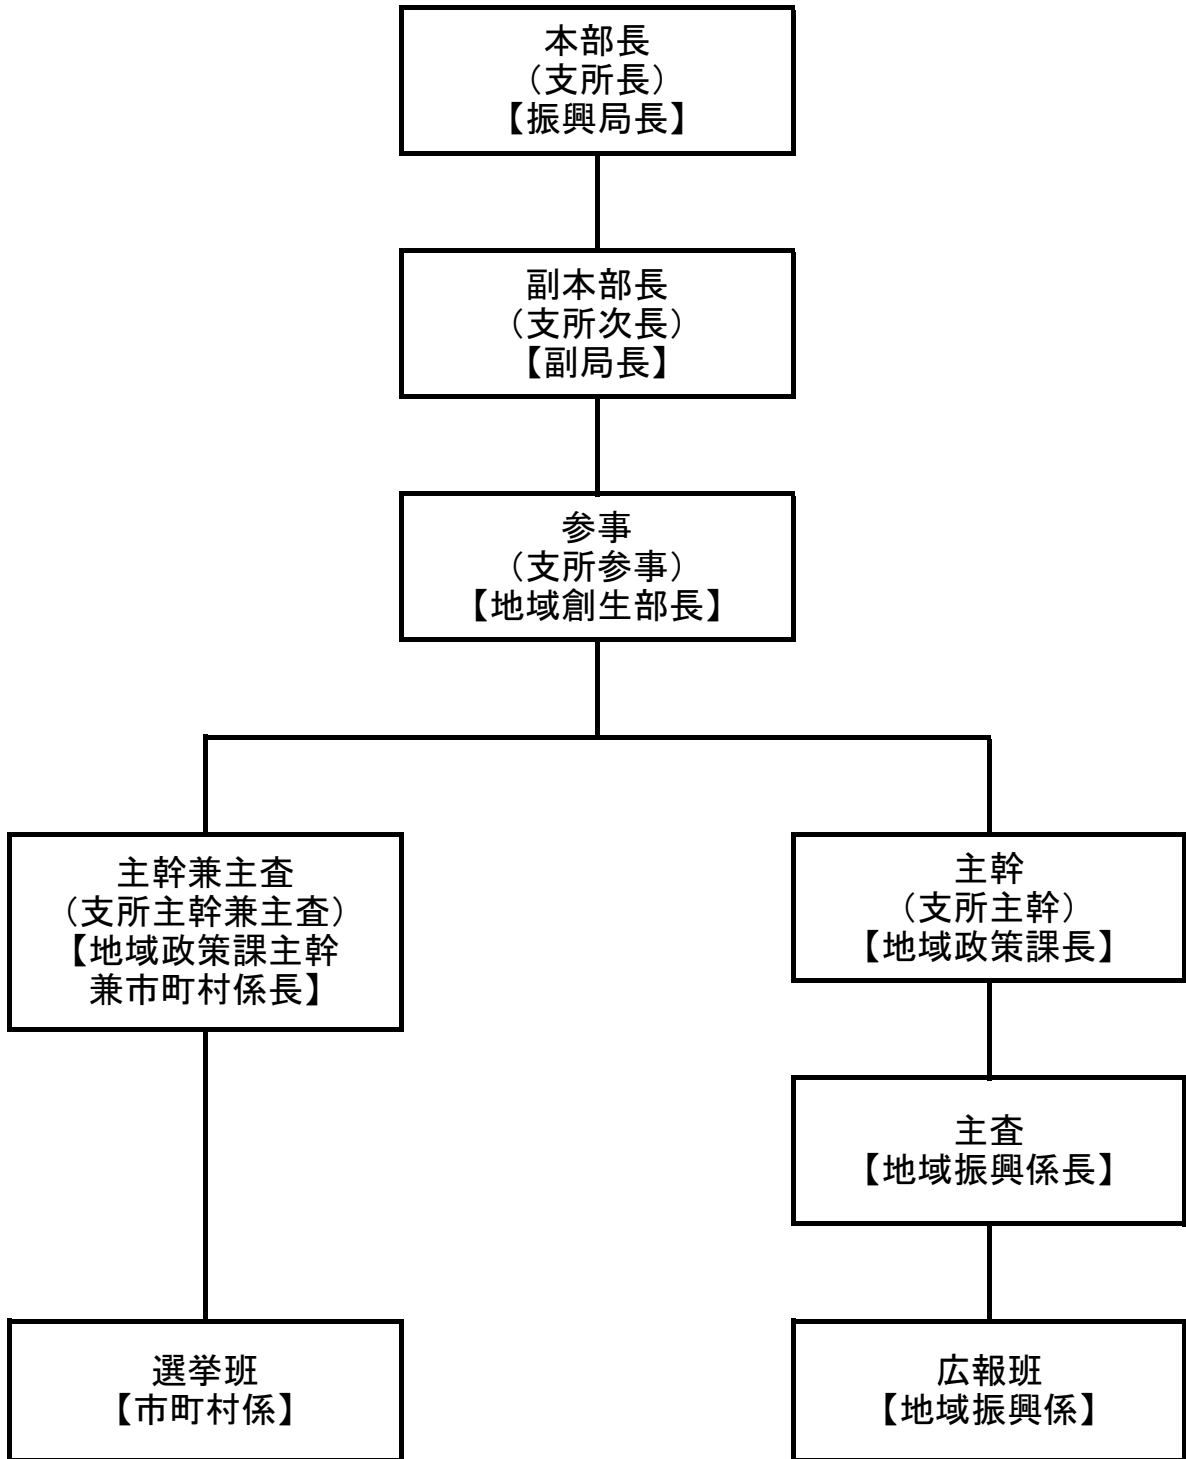 本部長
（支所長）
【振興局長】
副本部長
（支所次長）
【副局長】
参事
（支所参事）
【地域創生部長】
主幹兼主査
（支所主幹兼主査）
【地域政策課主幹
兼市町村係長】
主幹
（支所主幹）
【地域政策課長】
主査
【地域振興係長】
選挙班
【市町村係】
広報班
【地域振興係】